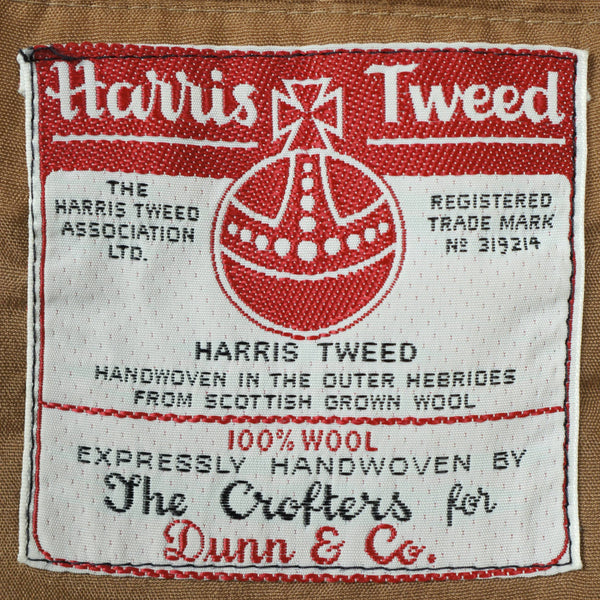 Harris Tweed
THE
HARRIS TWEED
ASSOCIATION
LTD.
REGISTERED
TRADE MARK
Nº 319214
HARRIS TWEED
HANDWOVEN IN THE OUTER HEBRIDES
FROM SCOTTISH GROWN WOOL
100% WOOL
EXPRESSLY HANDWOVEN BY
The Crofters for
Dunn & Co.